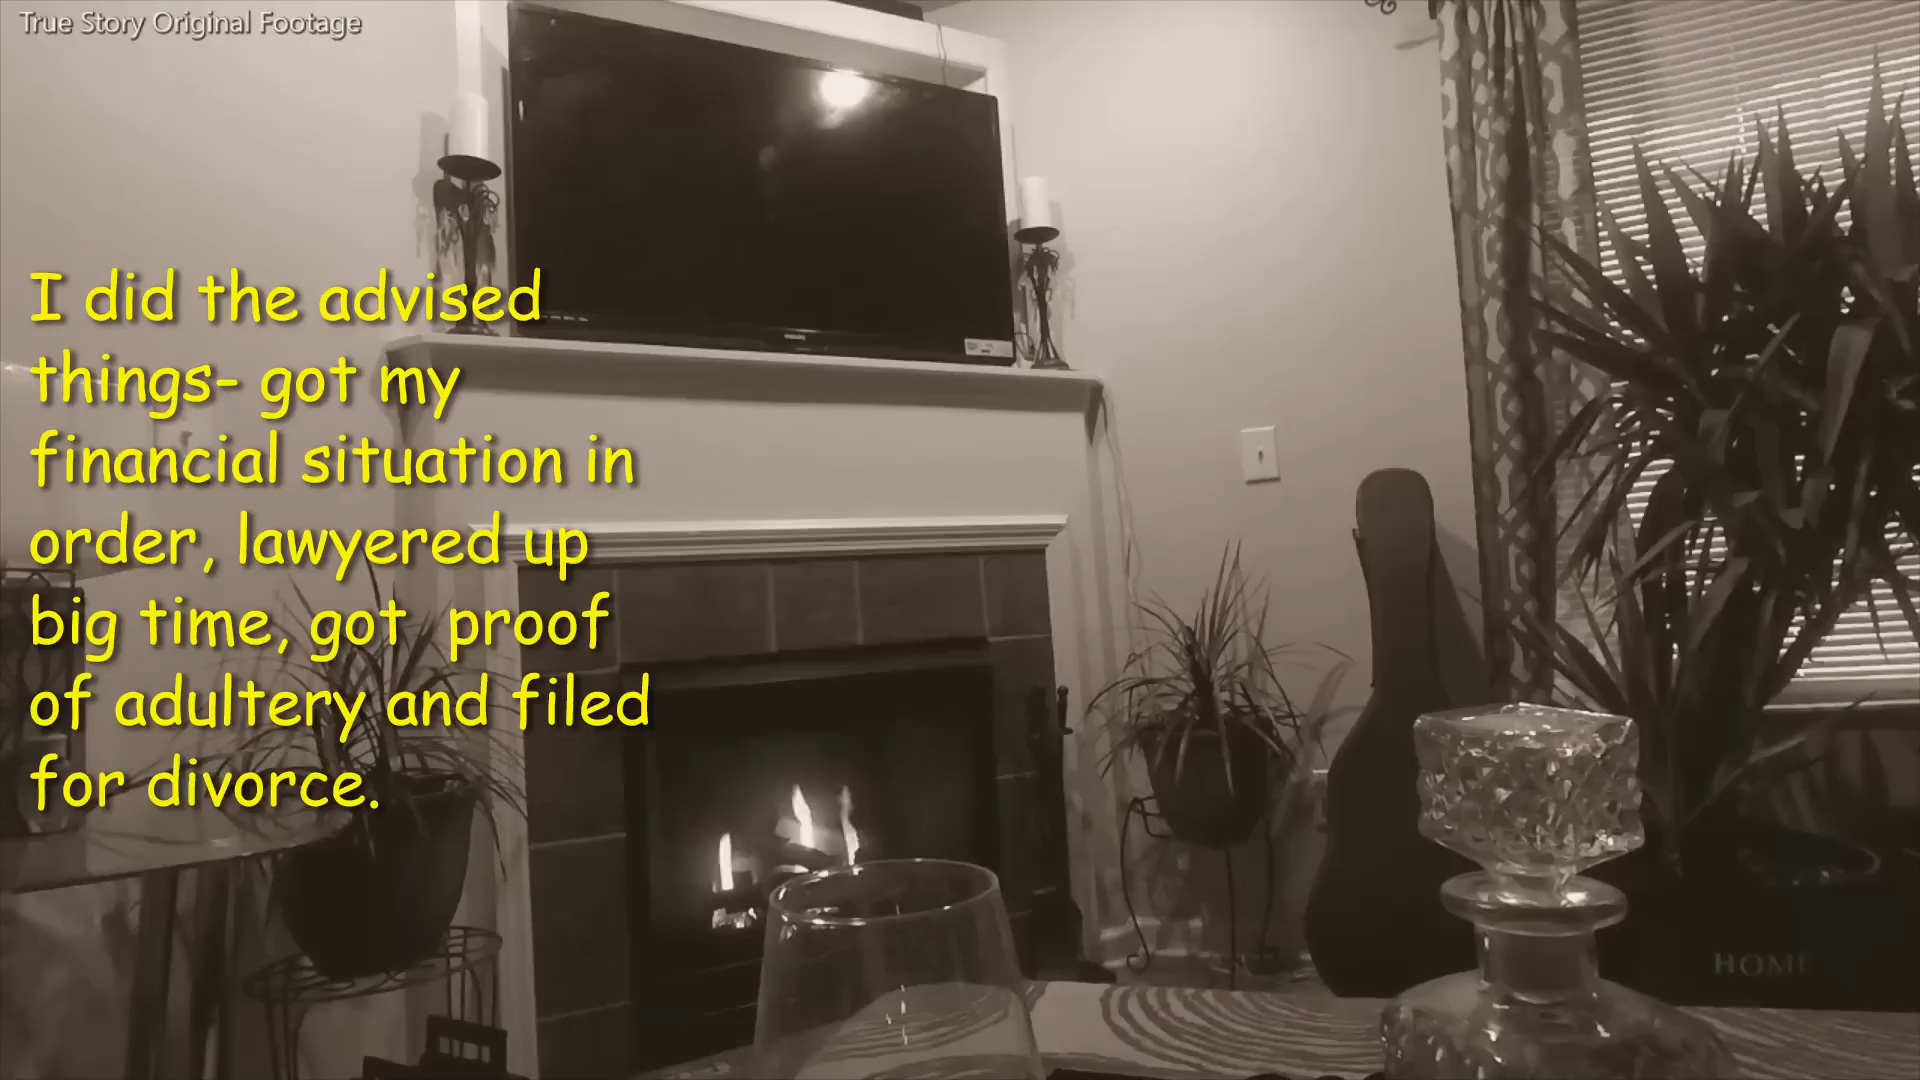 True Story Original Footage
I did the advised
things- got my
financial situation in
order, lawyered up
big time, got  proof
of adultery and filed
for divorce.
PHILIPS
HOME